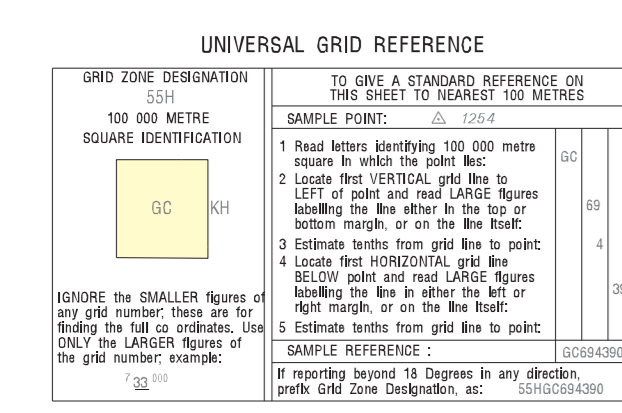 UNIVERSAL GRID REFERENCE
GRID ZONE DESIGNATION
55H
100 000 METRE
SQUARE IDENTIFICATION
GC
KH
IGNORE the SMALLER figures of
any grid number; these are for
finding the full co ordinates. Use
ONLY the LARGER figures of
the grid number; example:
7 33 000
TO GIVE A STANDARD REFERENCE ON
THIS SHEET TO NEAREST 100 METRES
SAMPLE POINT: 1254
1 Read letters identifying 100 000 metre
square in which the point lies:
GC
2 Locate first VERTICAL grid line to
LEFT of point and read LARGE figures
labelling the line either in the top or
bottom margin, or on the line itself:
69
3 Estimate tenths from grid line to point:
4
4 Locate first HORIZONTAL grid line
BELOW point and read LARGE figures
labelling the line in either the left or
right margin, or on the line itself:
39
5 Estimate tenths from grid line to point:
SAMPLE REFERENCE : GC694390
If reporting beyond 18 Degrees in any direction,
prefix Grid Zone Designation, as: 55HGC694390